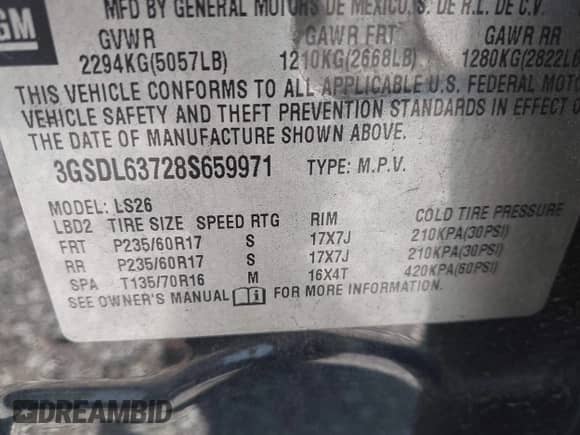 GM
MFD BY GENERAL MOTORS DE MEXICO, S. DE R.L. DE C.V.
GVWR GAWR FRT GAWR RR
2294KG(5057LB) 1210KG(2668LB) 1280KG(2822LB
THIS VEHICLE CONFORMS TO ALL APPLICABLE U.S. FEDERAL MOTO
VEHICLE SAFETY AND THEFT PREVENTION STANDARDS IN EFFECT O
THE DATE OF MANUFACTURE SHOWN ABOVE.
3GSDL63728S659971 TYPE: M.P.V.
MODEL: LS26
LBD2 TIRE SIZE SPEED RTG RIM COLD TIRE PRESSURE
FRT P235/60R17 S 17X7J 210KPA(30PSI)
RR P235/60R17 S 17X7J 210KPA(30PSI)
SPA T135/70R16 M 16X4T 420KPA(60PSI)
SEE OWNER'S MANUAL i FOR MORE INFORMATION.
DREAMBID